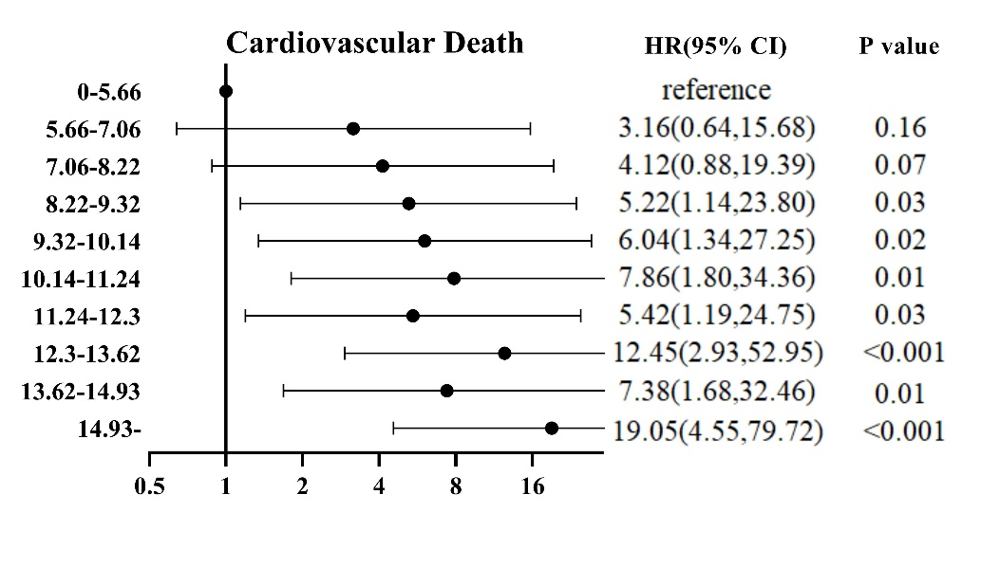 Cardiovascular Death HR(95% CI) P value
0-5.66 reference
5.66-7.06 3.16(0.64,15.68) 0.16
7.06-8.22 4.12(0.88,19.39) 0.07
8.22-9.32 5.22(1.14,23.80) 0.03
9.32-10.14 6.04(1.34,27.25) 0.02
10.14-11.24 7.86(1.80,34.36) 0.01
11.24-12.3 5.42(1.19,24.75) 0.03
12.3-13.62 12.45(2.93,52.95) <0.001
13.62-14.93 7.38(1.68,32.46) 0.01
14.93- 19.05(4.55,79.72) <0.001
0.5 1 2 4 8 16